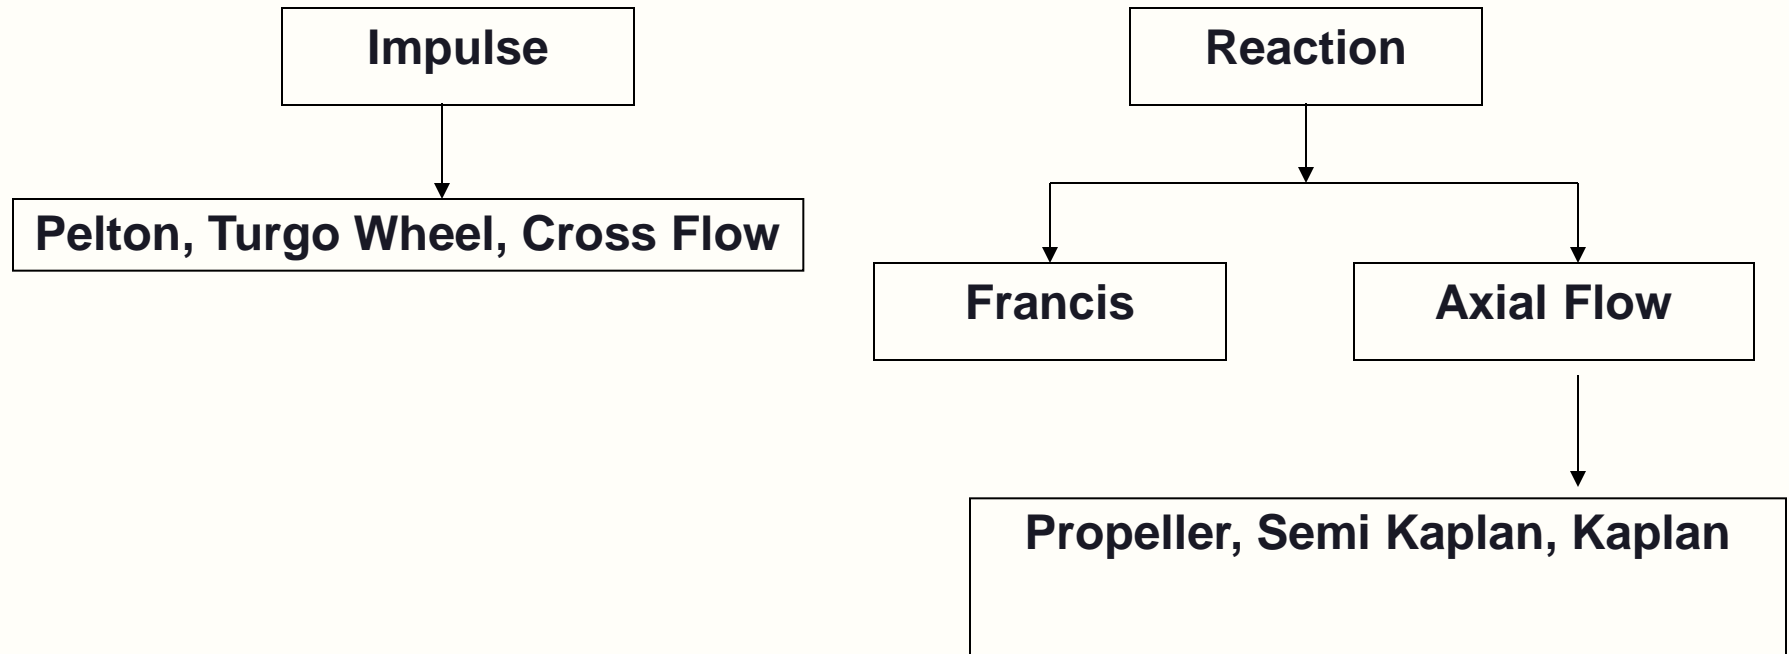 Impulse
Reaction
Pelton, Turgo Wheel, Cross Flow
Francis
Axial Flow
Propeller, Semi Kaplan, Kaplan